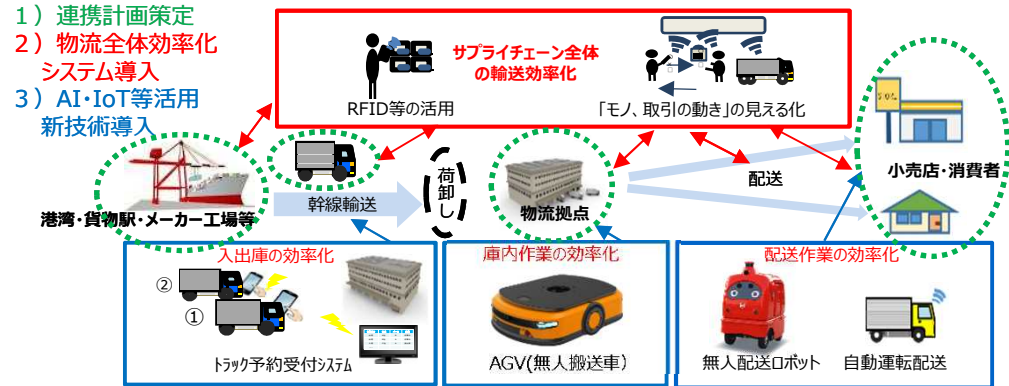 1）連携計画策定
2）物流全体効率化
システム導入
3）AI・IoT等活用
新技術導入
サプライチェーン全体
の輸送効率化
RFID等の活用
「モノ、取引の動き」の見える化
港湾・貨物駅・メーカー工場等
幹線輸送
荷卸し
物流拠点
配送
小売店・消費者
入出庫の効率化
②
①
トラック予約受付システム
庫内作業の効率化
AGV(無人搬送車）
配送作業の効率化
無人配送ロボット
自動運転配送